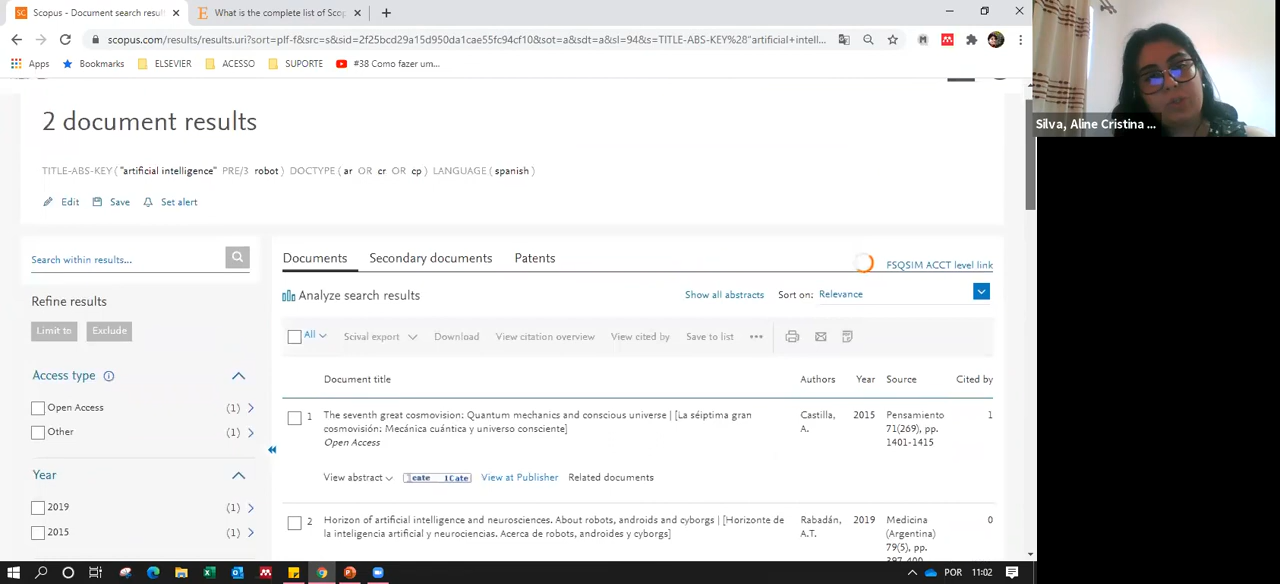 Scopus - Document search resul
What is the complete list of Scop
scopus.com/results/results.uri?sort=plf-f&src=s&sid=2f25bcd29a15d950da1cae55fc94cf10&sot=a&sdt=a&sl=94&s=TITLE-ABS-KEY%28"artificial+intell...
Apps Bookmarks ELSEVIER ACESSO SUPORTE #38 Como fazer um...
Silva, Aline Cristina ...
2 document results
TITLE-ABS-KEY ( "artificial intelligence" PRE/3 robot ) DOCTYPE ( ar OR cr OR cp ) LANGUAGE ( spanish )
Edit Save Set alert
Search within results...
Refine results
Limit to Exclude
Access type
Open Access (1)
Other (1)
Year
2019 (1)
2015 (1)
Documents Secondary documents Patents
FSQSIM ACCT level link
Analyze search results Show all abstracts Sort on: Relevance
All Scival export Download View citation overview View cited by Save to list •••
Document title Authors Year Source Cited by
1 The seventh great cosmovision: Quantum mechanics and conscious universe | [La séiptima gran
cosmovisión: Mecánica cuántica y universo consciente]
Open Access
Castilla,
A.
2015
Pensamiento
71(269), pp.
1401-1415
1
View abstract 1Cate View at Publisher Related documents
2 Horizon of artificial intelligence and neurosciences. About robots, androids and cyborgs | [Horizonte de
la inteligencia artificial y neurociencias. Acerca de robots, androides y cyborgs]
Rabadán,
A.T.
2019
Medicina
(Argentina)
79(5), pp.
397-400
0
POR 11:02